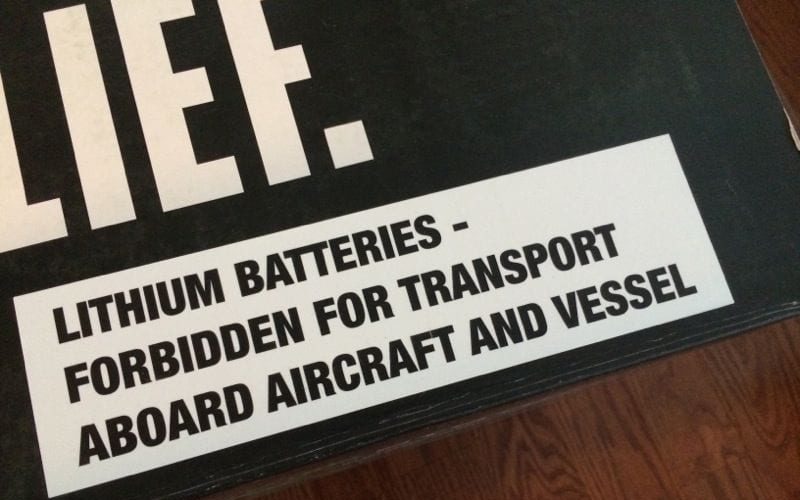 LIEF.
LITHIUM BATTERIES -
FORBIDDEN FOR TRANSPORT
ABOARD AIRCRAFT AND VESSEL